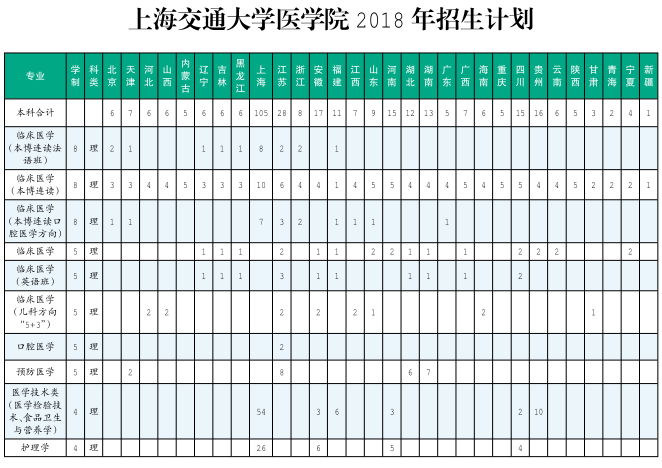 上海交通大学医学院 2018 年招生计划
专业 学制 科类 北京 天津 河北 山西 内蒙古 辽宁 吉林 黑龙江 上海 江苏 浙江 安徽 福建 江西 山东 河南 湖北 湖南 广东 广西 海南 重庆 四川 贵州 云南 陕西 甘肃 青海 宁夏 新疆
本科合计 6 7 6 6 5 6 6 6 105 28 8 17 11 7 9 15 12 13 5 7 6 5 15 16 6 5 3 2 4 1
临床医学
(本博连读法 8 理 2 1 1 1 1 8 2 2 1
语班)
临床医学
(本博连读) 8 理 3 3 4 4 5 3 3 3 10 6 4 4 1 4 5 5 4 4 4 5 4 5 5 4 4 5 2 2 2 1
临床医学
(本博连读口 8 理 1 1 7 3 2 1 1 1 1
腔医学方向)
临床医学 5 理 1 1 1 2 1 1 2 2 1 1 1 2 2 2 2
临床医学
(英语班) 5 理 1 1 1 3 1 1 1 1 1 2
临床医学
(儿科方向 5 理 2 2 2 2 2 1 2 1
“5+3”)
口腔医学 5 理 2
预防医学 5 理 2 8 6 7
医学技术类
(医学检验技 4 理 54 3 6 3 2 10
术、食品卫生
与营养学)
护理学 4 理 26 6 5 4